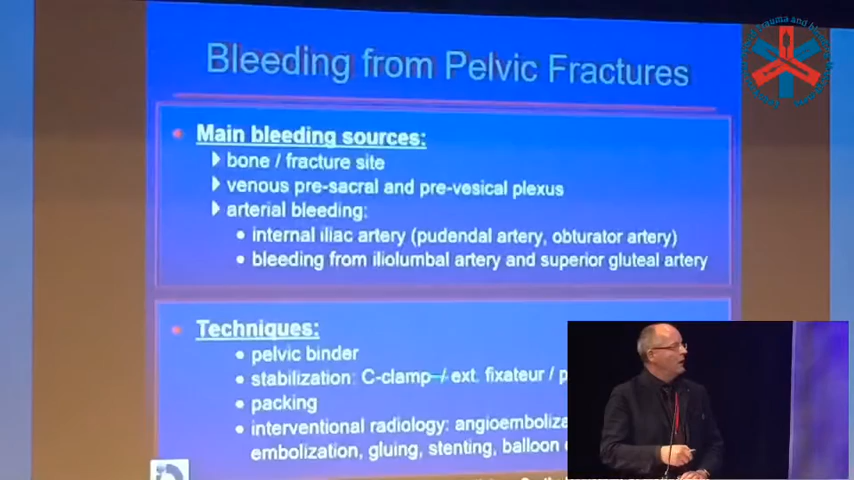 Bleeding from Pelvic Fractures
Main bleeding sources:
bone / fracture site
venous pre-sacral and pre-vesical plexus
arterial bleeding:
internal iliac artery (pudendal artery, obturator artery)
bleeding from iliolumbal artery and superior gluteal artery
Techniques:
pelvic binder
stabilization: C-clamp / ext. fixateur /
packing
interventional radiology:
embolization, gluing, stenting, balloon